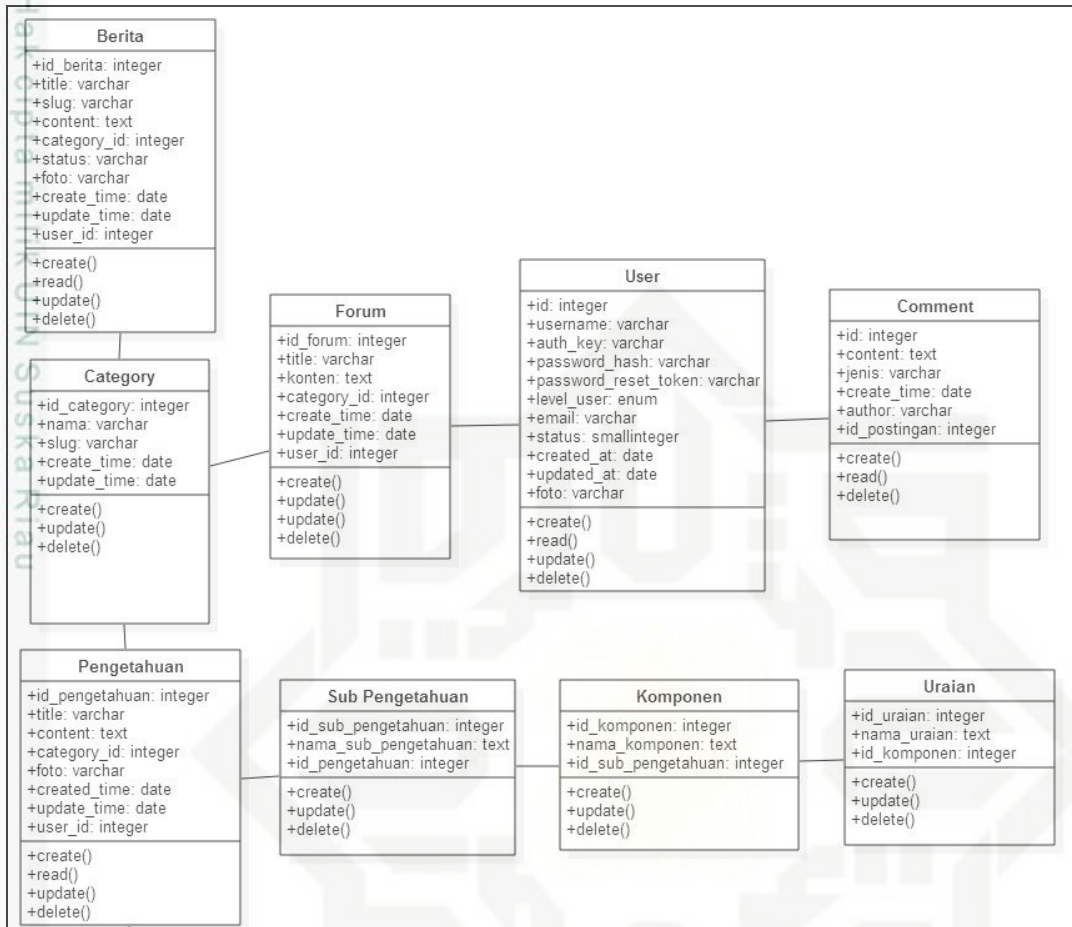 Hak cipta milik UIN Suska Riau
Berita
+id_berita: integer
+title: varchar
+slug: varchar
+content: text
+category_id: integer
+status: varchar
+foto: varchar
+create_time: date
+update_time: date
+user_id: integer
+create()
+read()
+update()
+delete()
Category
+id_category: integer
+nama: varchar
+slug: varchar
+create_time: date
+update_time: date
+create()
+update()
+delete()
Forum
+id_forum: integer
+title: varchar
+konten: text
+category_id: integer
+create_time: date
+update_time: date
+user_id: integer
+create()
+update()
+update()
+delete()
User
+id: integer
+username: varchar
+auth_key: varchar
+password_hash: varchar
+password_reset_token: varchar
+level_user: enum
+email: varchar
+status: smallinteger
+created_at: date
+updated_at: date
+foto: varchar
+create()
+read()
+update()
+delete()
Comment
+id: integer
+content: text
+jenis: varchar
+create_time: date
+author: varchar
+id_postingan: integer
+create()
+read()
+delete()
Pengetahuan
+id_pengetahuan: integer
+title: varchar
+content: text
+category_id: integer
+foto: varchar
+created_time: date
+update_time: date
+user_id: integer
+create()
+read()
+update()
+delete()
Sub Pengetahuan
+id_sub_pengetahuan: integer
+nama_sub_pengetahuan: text
+id_pengetahuan: integer
+create()
+update()
+delete()
Komponen
+id_komponen: integer
+nama_komponen: text
+id_sub_pengetahuan: integer
+create()
+update()
+delete()
Uraian
+id_uraian: integer
+nama_uraian: text
+id_komponen: integer
+create()
+update()
+delete()